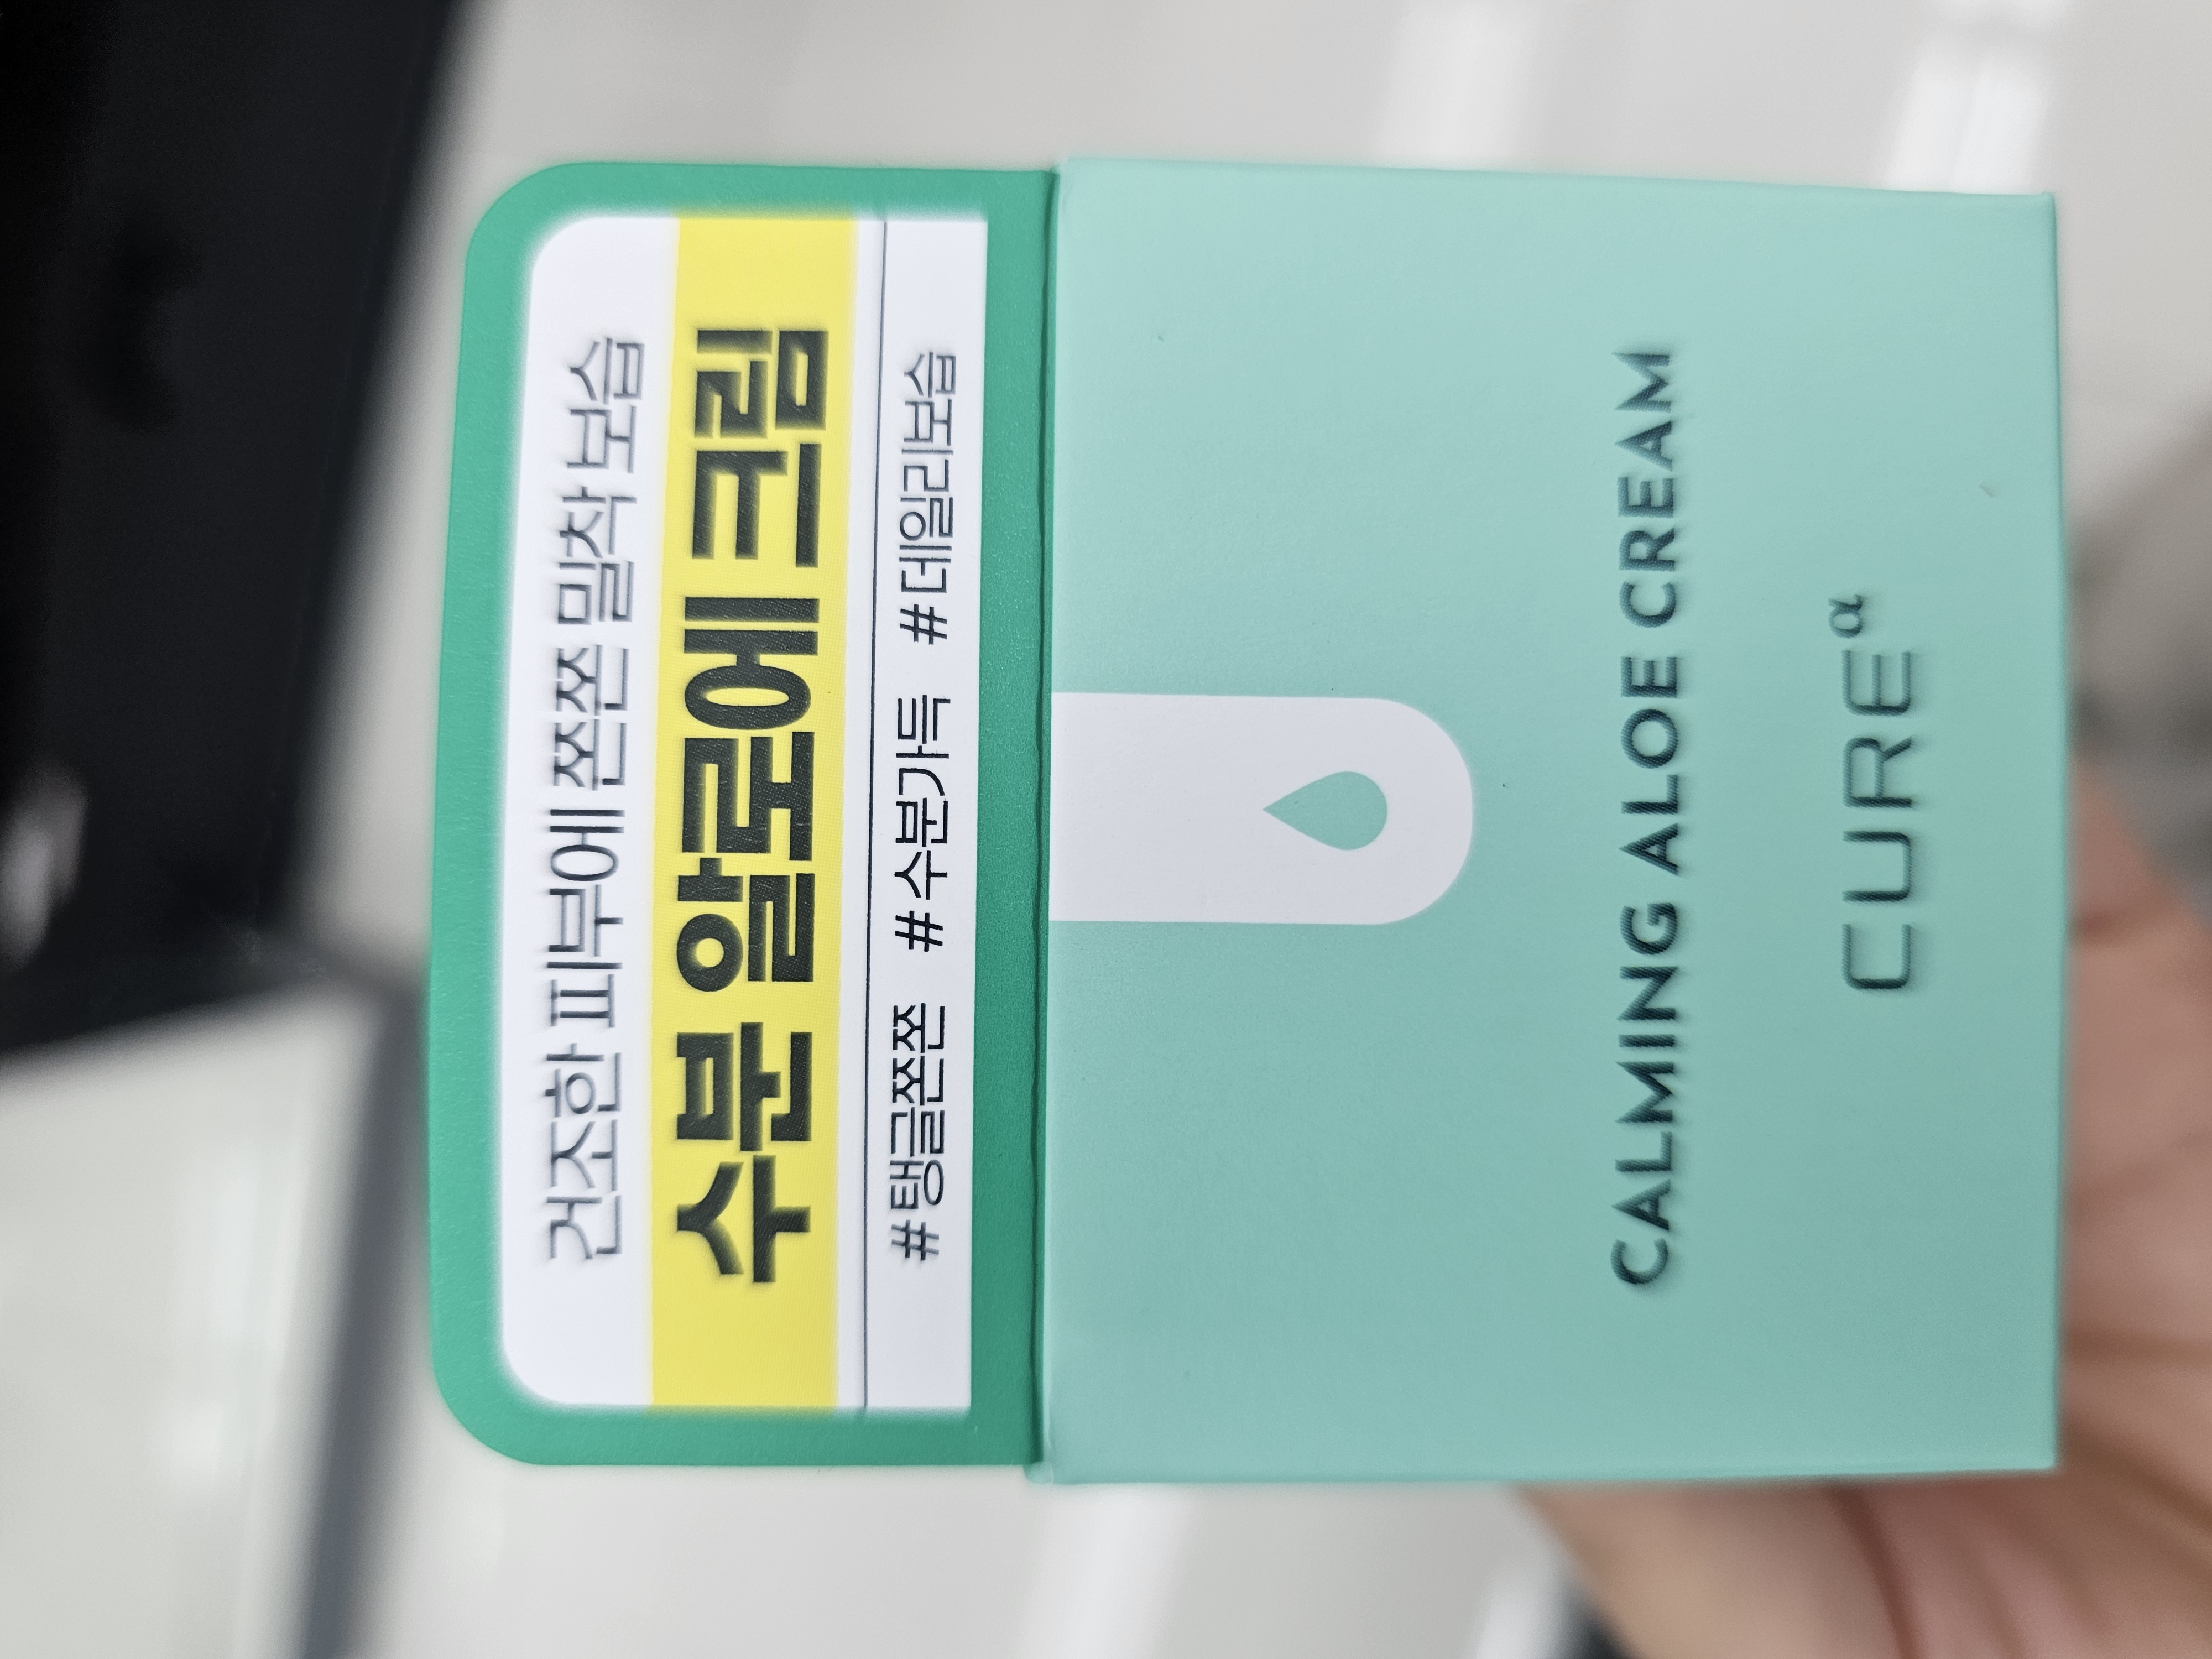 건조한 피부에 쫀쫀 밀착 보습
수분 알로에 크림
#탱글쫀쫀 #수분가득 #데일리보습
CALMING ALOE CREAM
CUREα